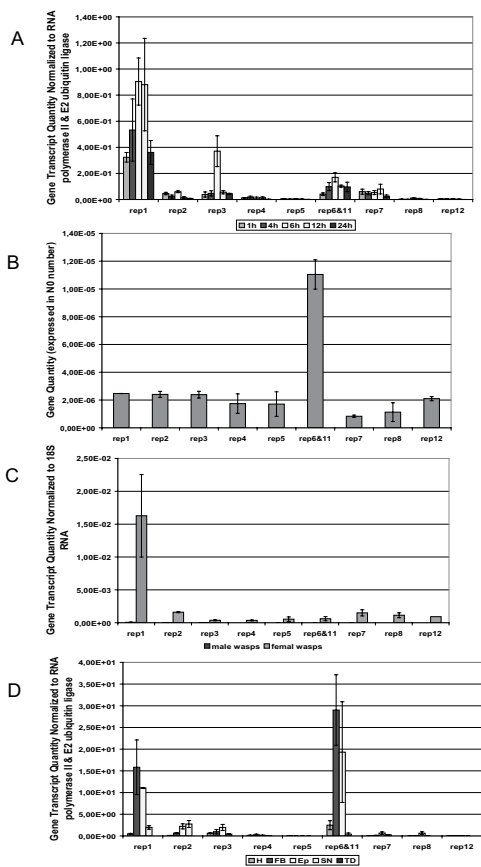 A
Gene Transcript Quantity Normalized to RNA
polymerase II & E2 ubiquitin ligase
1,40E+00
1,20E+00
1,00E+00
8,00E-01
6,00E-01
4,00E-01
2,00E-01
0,00E+00
rep1 rep2 rep3 rep4 rep5 rep6&11 rep7 rep8 rep12
1h 4h 6h 12h 24h
B
Gene Quantity (expressed in N0 number)
1,40E-05
1,20E-05
1,00E-05
8,00E-06
6,00E-06
4,00E-06
2,00E-06
0,00E+00
rep1 rep2 rep3 rep4 rep5 rep6&11 rep7 rep8 rep12
C
Gene Transcript Quantity Normalized to 18S
RNA
2,50E-02
2,00E-02
1,50E-02
1,00E-02
5,00E-03
0,00E+00
rep1 rep2 rep3 rep4 rep5 rep6&11 rep7 rep8 rep12
male wasps femal wasps
D
Gene Transcript Quantity Normalized to RNA
polymerase II & E2 ubiquitin ligase
4,00E+01
3,50E+01
3,00E+01
2,50E+01
2,00E+01
1,50E+01
1,00E+01
5,00E+00
0,00E+00
rep1 rep2 rep3 rep4 rep5 rep6&11 rep7 rep8 rep12
H FB Ep SN TD